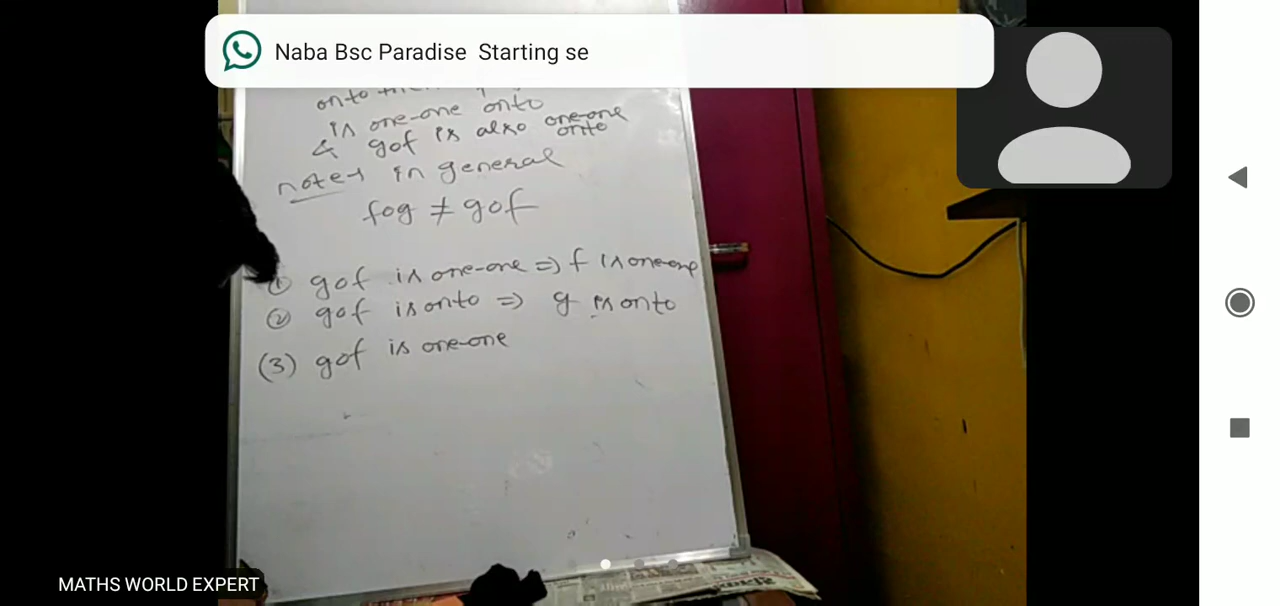 Naba Bsc Paradise Starting se
onto
is one-one onto
& gof is also one-one
onto
notes in general
fog ≠ gof
① gof is one-one => f is one-one
② gof is onto => g is onto
(3) gof is one-one
MATHS WORLD EXPERT